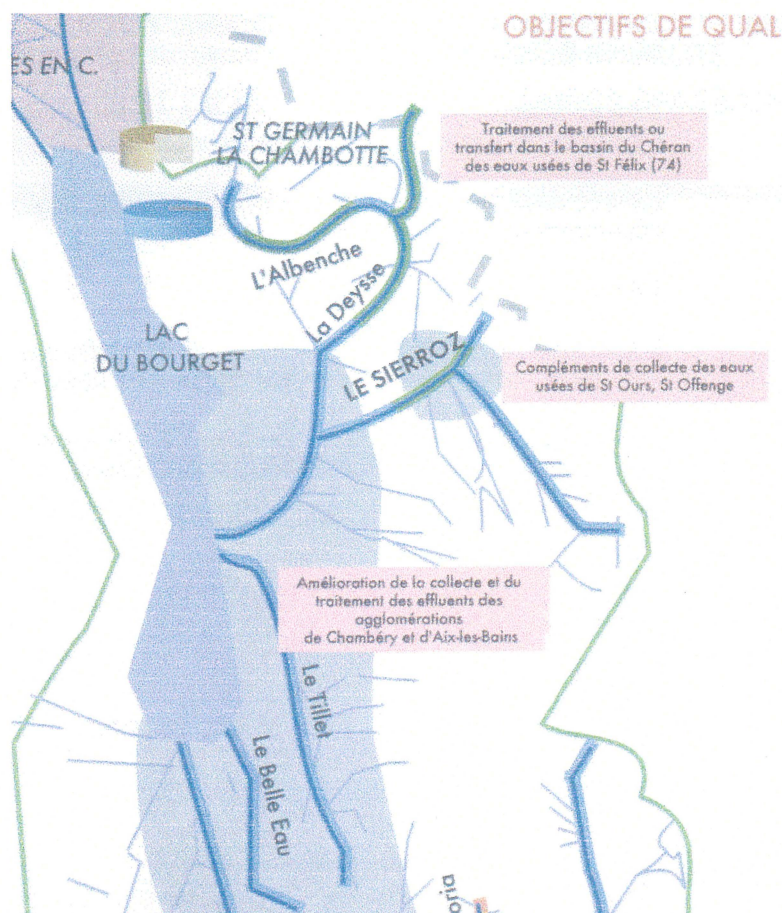 OBJECTIFS DE QUAL
ES EN C.
ST GERMAIN
LA CHAMBOTTE
Traitement des effluents ou
transfert dans le bassin du Chéran
des eaux usées de St Félix (74)
L'Albenche
La Deysse
LAC
DU BOURGET
LE SIERROZ
Compléments de collecte des eaux
usées de St Ours, St Offenge
Amélioration de la collecte et du
traitement des effluents des
agglomérations
de Chambéry et d'Aix-les-Bains
Le Tillet
Le Belle Eau
oria